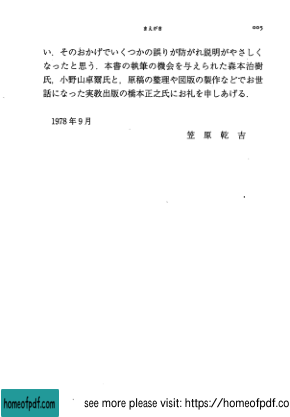 まえがき 005
い．そのおかげでいくつかの誤りが防がれ説明がやさしく
なったと思う．本書の執筆の機会を与えられた森本治樹
氏，小野山卓爾氏と，原稿の整理や図版の製作などでお世
話になった実教出版の橋本正之氏にお礼を申しあげる．
1978年9月
笠原乾吉
homeofpdf.com
see more please visit: https://homeofpdf.co